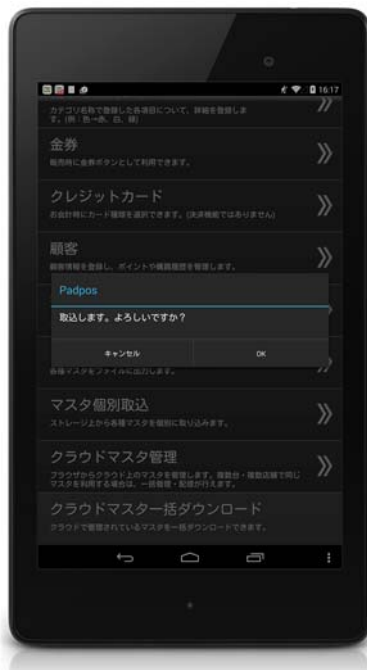 16:17
カテゴリ名称で登録した各項目について、詳細を登録しま
す。(例：色→赤、白、緑)
金券
販売時に金券ボタンとして利用できます。
クレジットカード
お会計時にカード種類を選択できます。(決済機能ではありません)
顧客
顧客情報を登録し、ポイントや購買履歴を管理します。
Padpos
取込します。よろしいですか？
キャンセル
OK
各種マスタをファイルに出力します。
マスタ個別取込
ストレージ上から各種マスタを個別に取り込みます。
クラウドマスタ管理
ブラウザからクラウド上のマスタを管理します。複数台・複数店舗で同じ
マスタを利用する場合は、一括管理・配信が行えます。
クラウドマスター括ダウンロード
クラウドで管理されているマスタを一括ダウンロードできます。